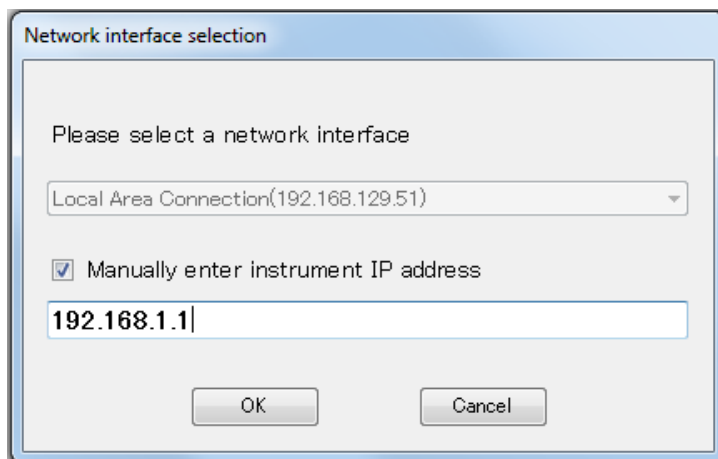 Network interface selection
Please select a network interface
Local Area Connection(192.168.129.51)
Manually enter instrument IP address
192.168.1.1
OK Cancel